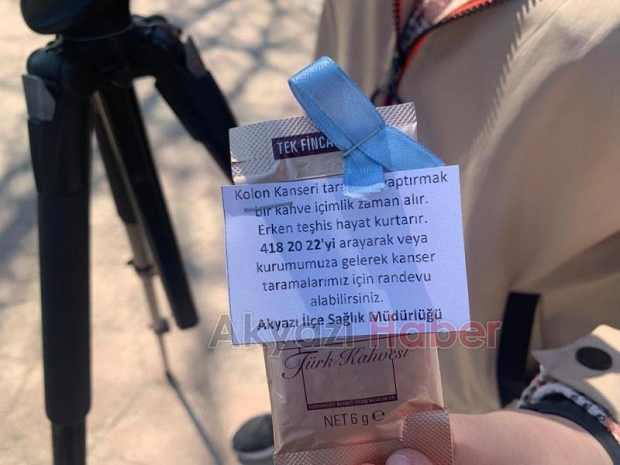 TEK FİNCA
Kolon Kanseri yaptırmak
bir kahve içimlik zaman alır.
Erken teşhis hayat kurtarır.
418 20 22'yi arayarak veya
kurumumuza gelerek kanser
taramalarımız için randevu
alabilirsiniz.
Akyazı İlçe Sağlık Müdürlüğü
Akyazı Haber
Türk Kahvesi
NET 6 g e